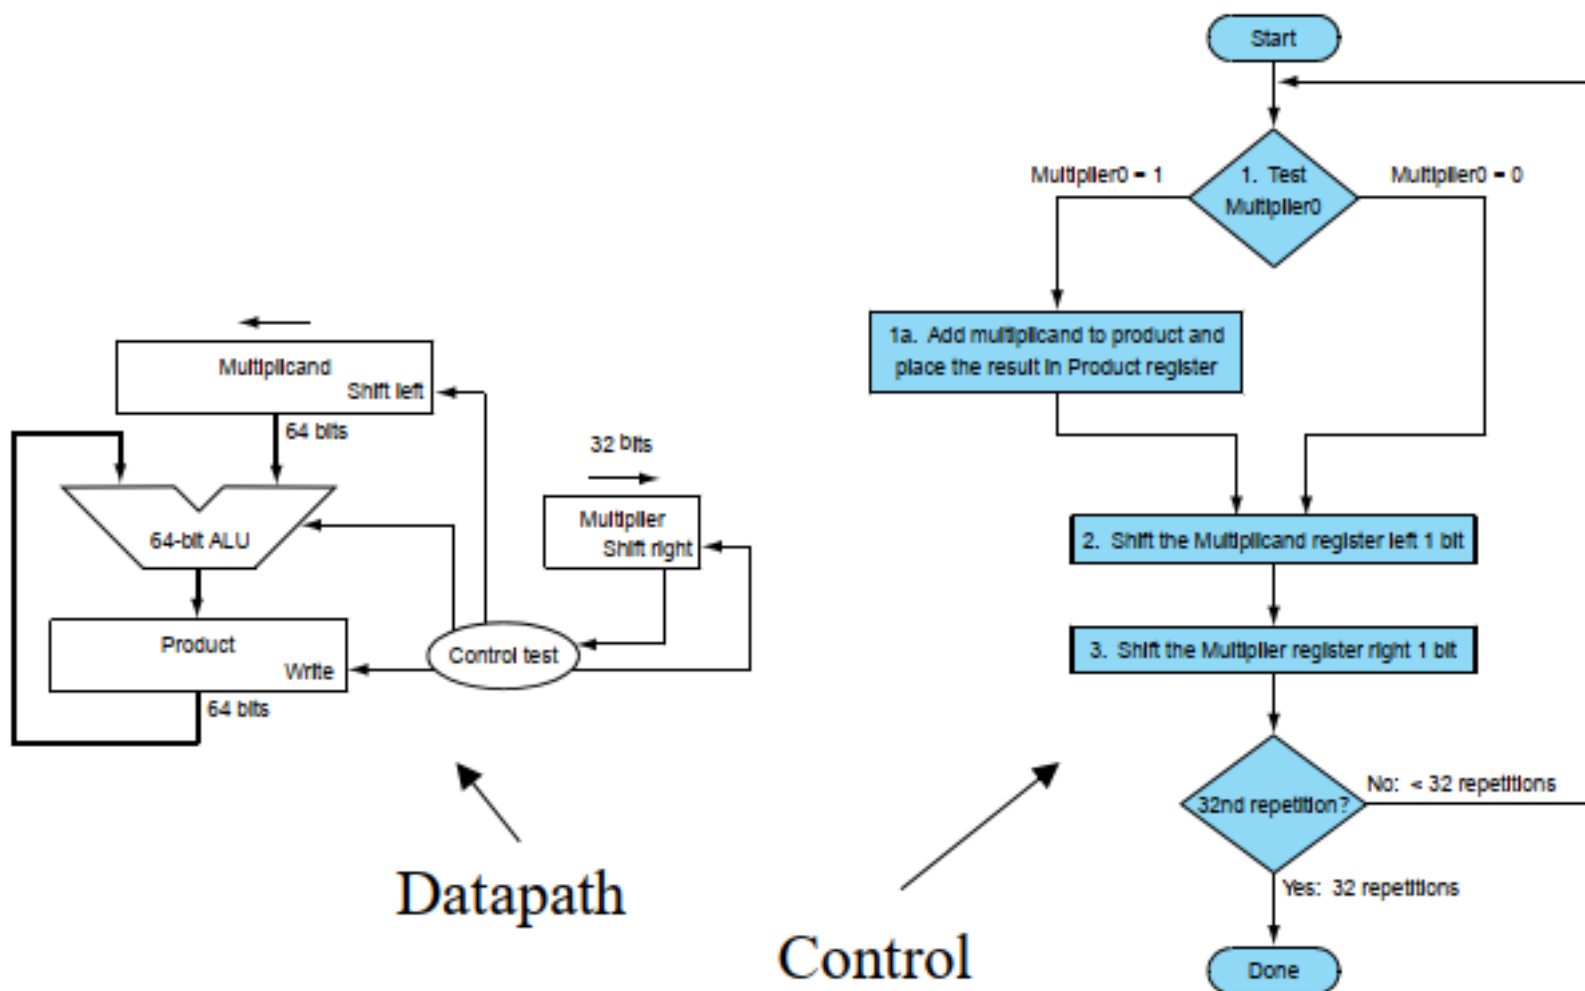 Multiplicand
Shift left
64 bits
64-bit ALU
Product
Write
64 bits
32 bits
Multiplier
Shift right
Control test
Datapath
Control
Start
1. Test
Multiplier0
Multiplier0 = 1
Multiplier0 = 0
1a. Add multiplicand to product and
place the result in Product register
2. Shift the Multiplicand register left 1 bit
3. Shift the Multiplier register right 1 bit
32nd repetition?
No: < 32 repetitions
Yes: 32 repetitions
Done